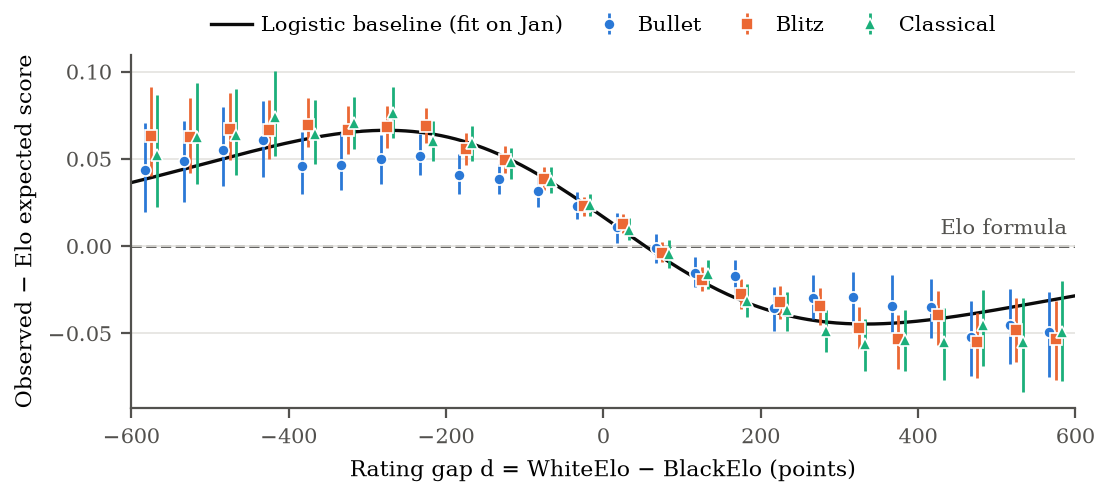 Logistic baseline (fit on Jan) Bullet Blitz Classical
Observed − Elo expected score
0.10
0.05
0.00
−0.05
Elo formula
−600 −400 −200 0 200 400 600
Rating gap d = WhiteElo − BlackElo (points)